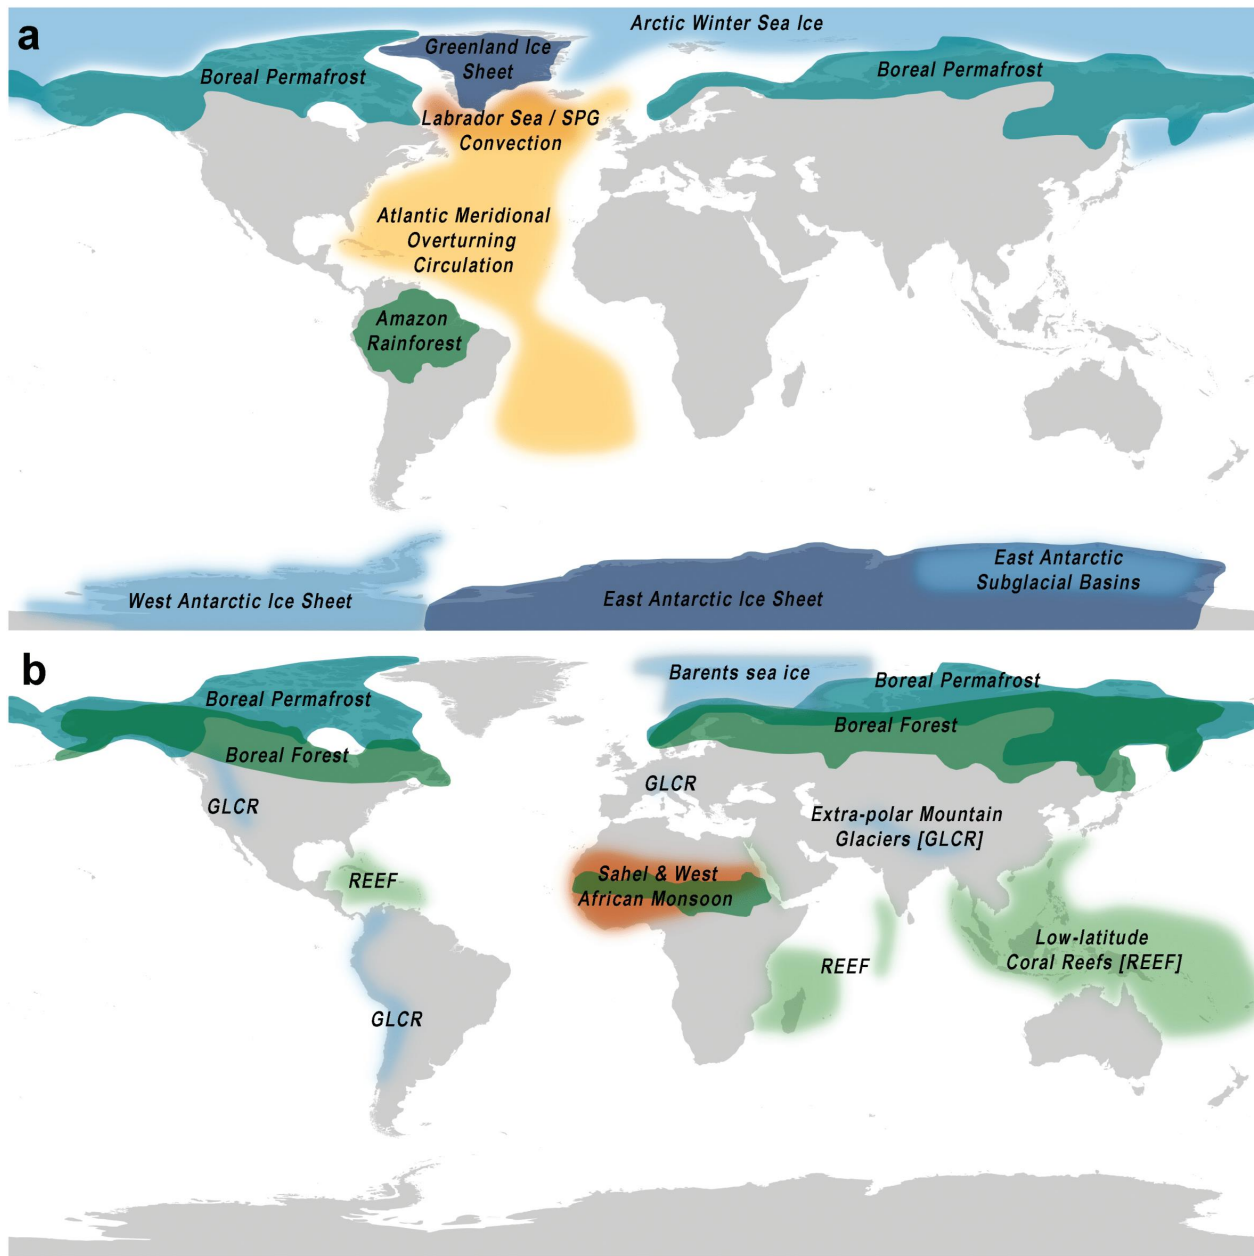 a
Arctic Winter Sea Ice
Greenland Ice
Sheet
Boreal Permafrost
Boreal Permafrost
Labrador Sea / SPG
Convection
Atlantic Meridional
Overturning
Circulation
Amazon
Rainforest
East Antarctic
Subglacial Basins
West Antarctic Ice Sheet
East Antarctic Ice Sheet
b
Barents sea ice
Boreal Permafrost
Boreal Permafrost
Boreal Forest
Boreal Forest
GLCR
GLCR
Extra-polar Mountain
Glaciers [GLCR]
REEF
Sahel & West
African Monsoon
Low-latitude
Coral Reefs [REEF]
REEF
GLCR